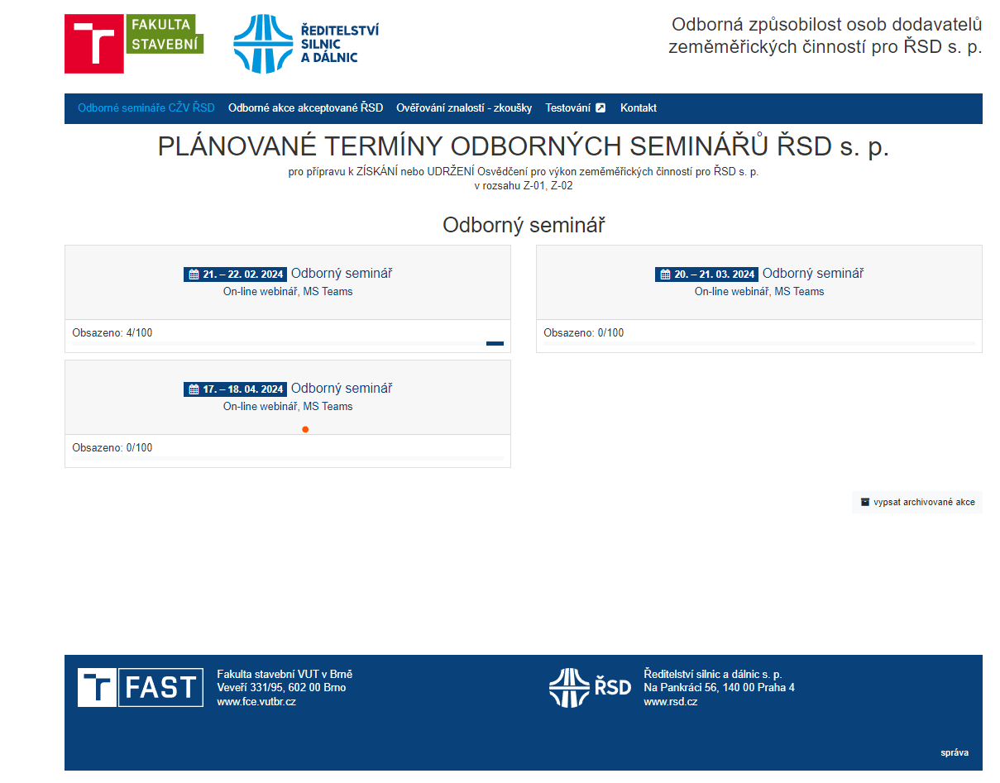 FAKULTA
STAVEBNÍ
ŘEDITELSTVÍ
SILNIC
A DÁLNIC
Odborná způsobilost osob dodavatelů
zeměměřických činností pro ŘSD s. p.
Odborné semináře CŽV ŘSD Odborné akce akceptované ŘSD Ověřování znalostí - zkoušky Testování Kontakt
PLÁNOVANÉ TERMÍNY ODBORNÝCH SEMINÁŘŮ ŘSD s. p.
pro přípravu k ZÍSKÁNÍ nebo UDRŽENÍ Osvědčení pro výkon zeměměřických činností pro ŘSD s. p.
v rozsahu Z-01, Z-02
Odborný seminář
21. – 22. 02. 2024 Odborný seminář
On-line webinář, MS Teams
Obsazeno: 4/100
20. – 21. 03. 2024 Odborný seminář
On-line webinář, MS Teams
Obsazeno: 0/100
17. – 18. 04. 2024 Odborný seminář
On-line webinář, MS Teams
Obsazeno: 0/100
vypsat archivované akce
FAST
Fakulta stavební VUT v Brně
Veveří 331/95, 602 00 Brno
www.fce.vutbr.cz
ŘSD
Ředitelství silnic a dálnic s. p.
Na Pankráci 56, 140 00 Praha 4
www.rsd.cz
správa